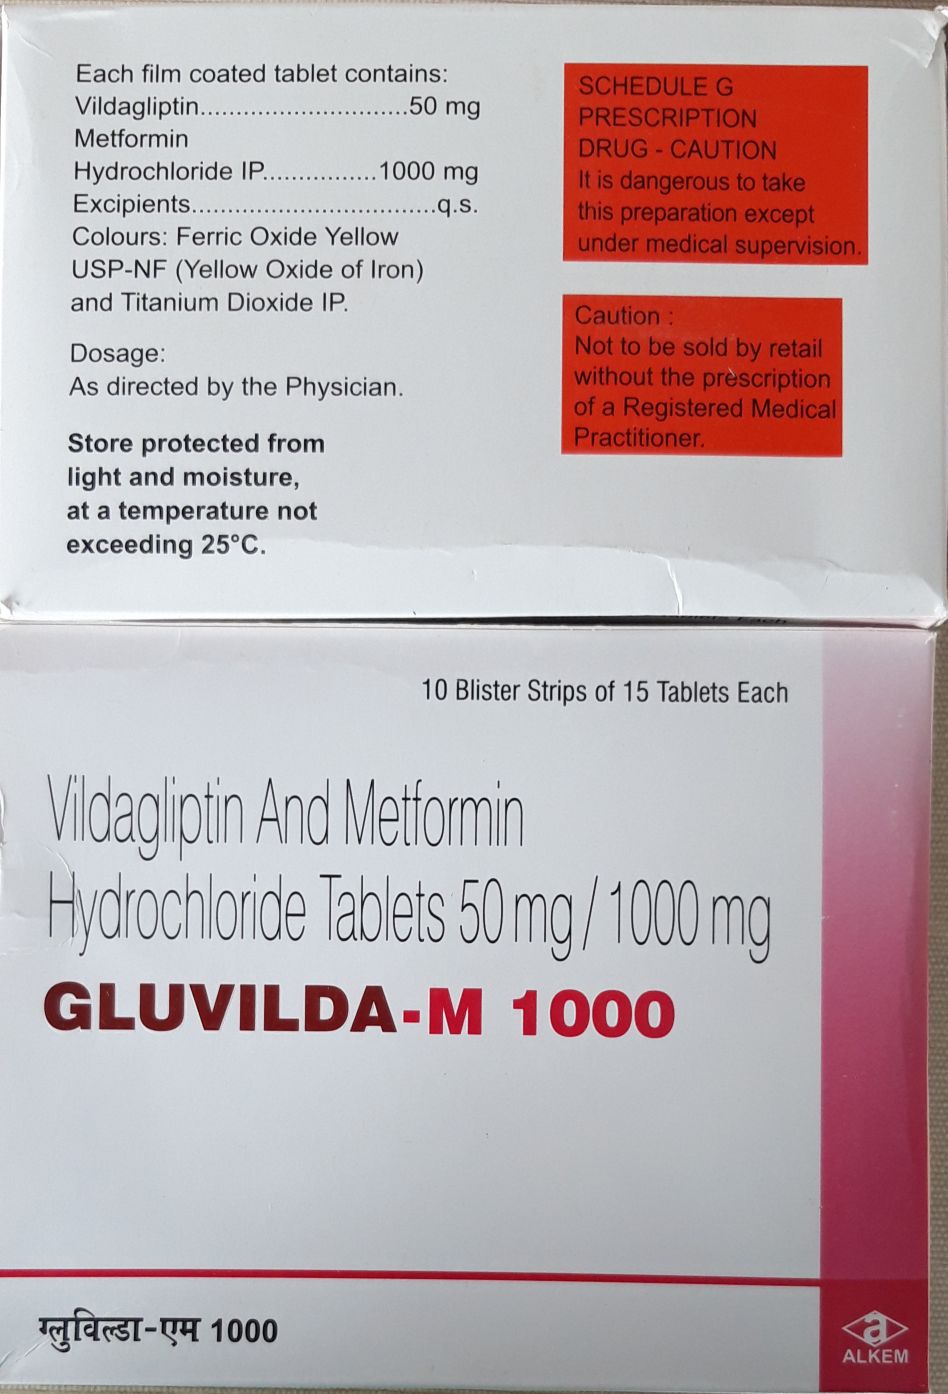 Each film coated tablet contains:
Vildagliptin............................50 mg
Metformin
Hydrochloride IP................1000 mg
Excipients.................................q.s.
Colours: Ferric Oxide Yellow
USP-NF (Yellow Oxide of Iron)
and Titanium Dioxide IP.
Dosage:
As directed by the Physician.
Store protected from
light and moisture,
at a temperature not
exceeding 25°C.
SCHEDULE G
PRESCRIPTION
DRUG - CAUTION
It is dangerous to take
this preparation except
under medical supervision.
Caution :
Not to be sold by retail
without the prescription
of a Registered Medical
Practitioner.
10 Blister Strips of 15 Tablets Each
Vildagliptin And Metformin
Hydrochloride Tablets 50 mg / 1000 mg
GLUVILDA-M 1000
ग्लुविल्डा-एम 1000
a
ALKEM